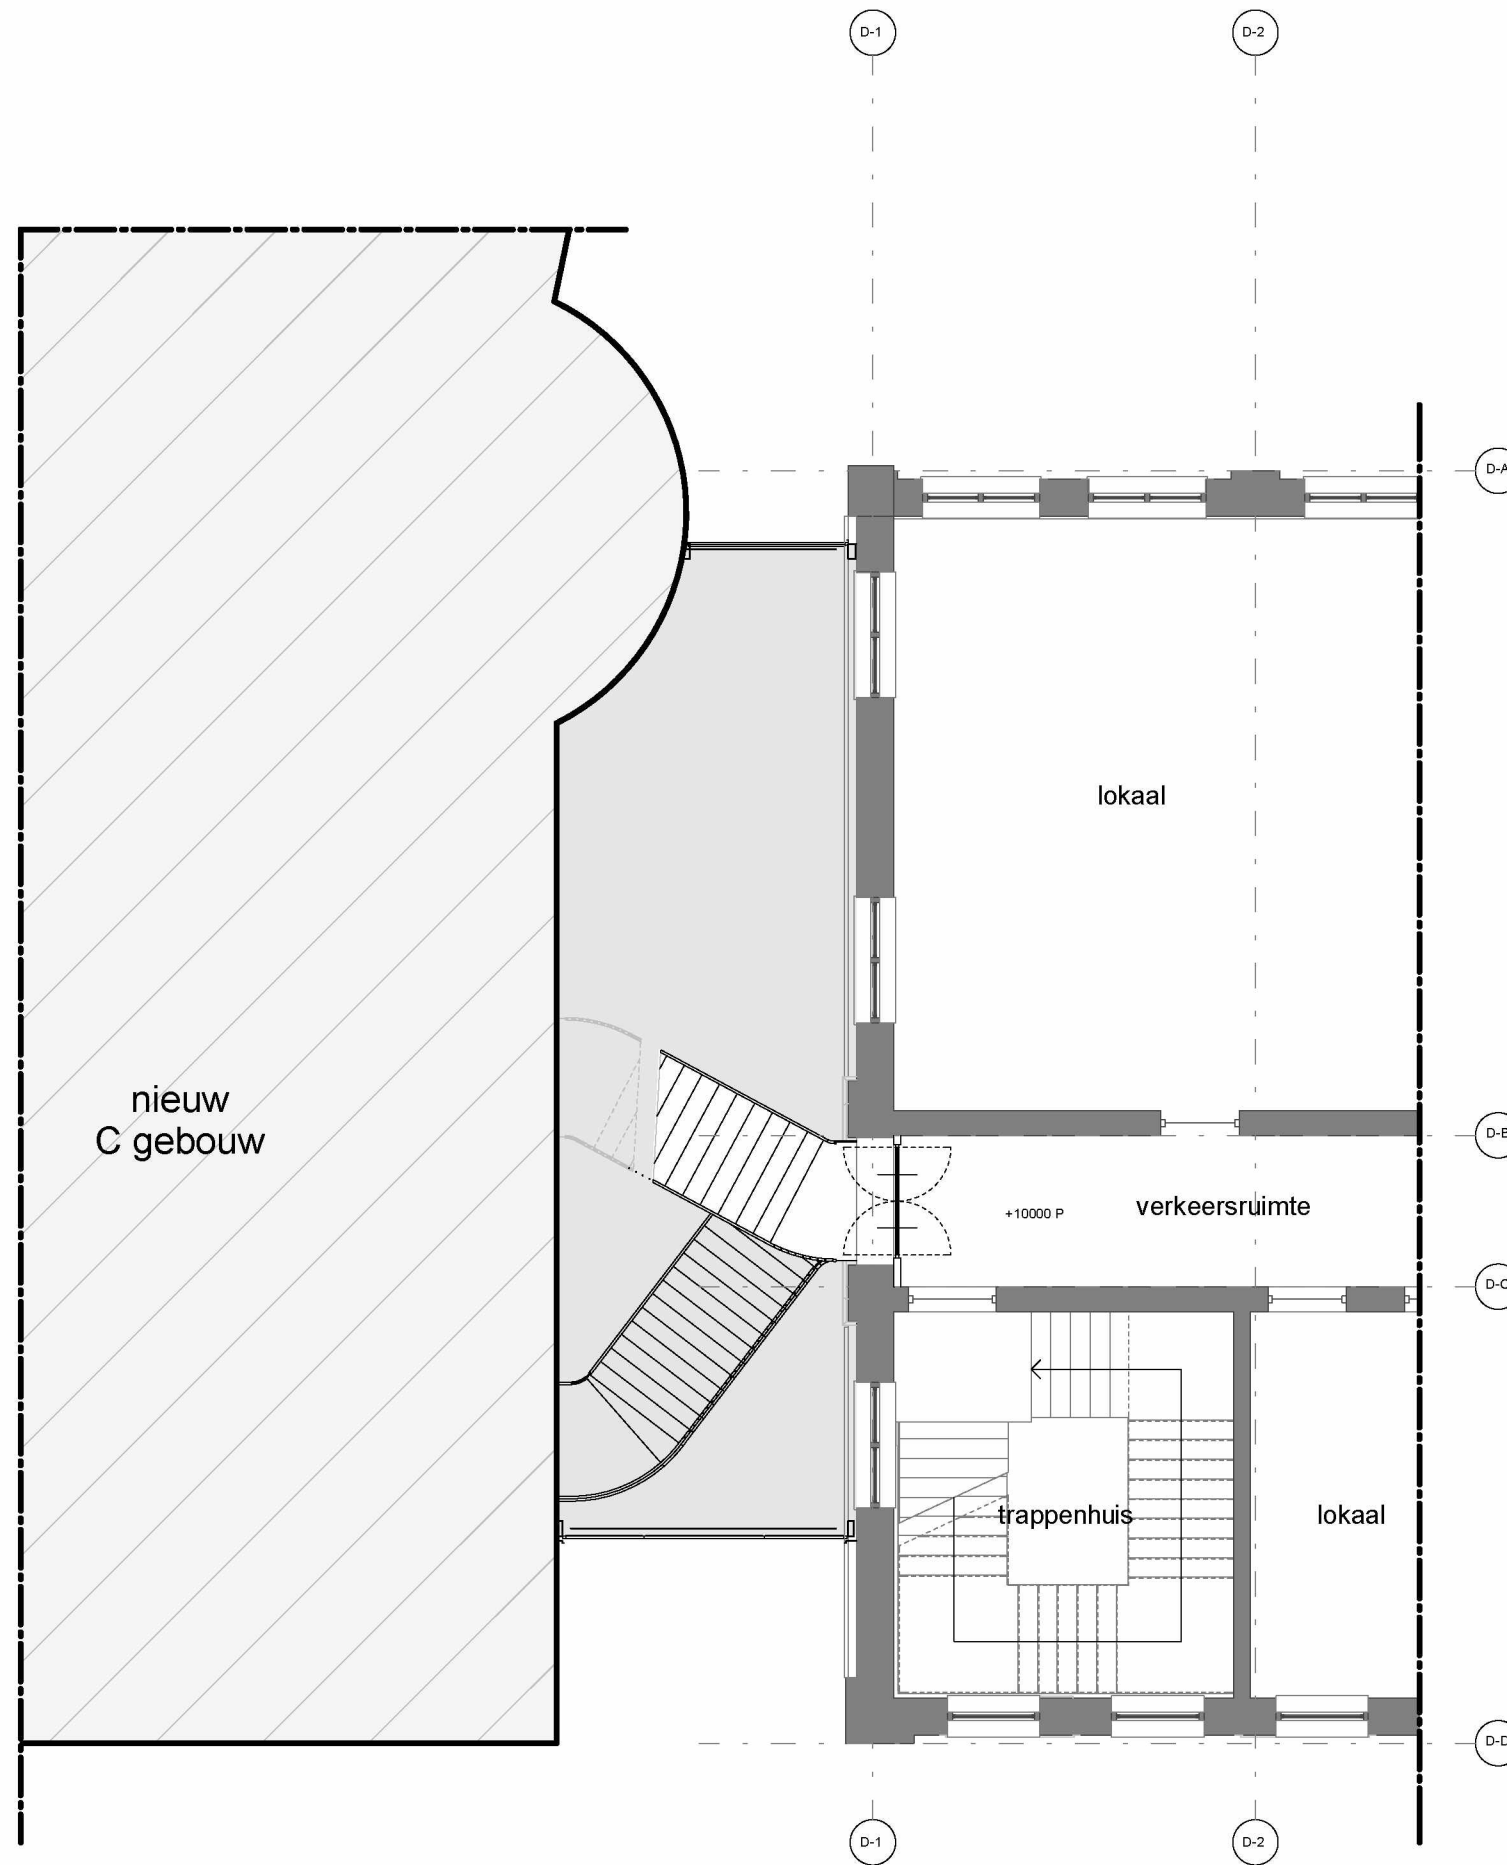 D-1
D-2
D-A
lokaal
nieuw
C gebouw
D-B
verkeersruimte
+10000 P
D-C
trappenhuis
lokaal
D-D
D-1
D-2